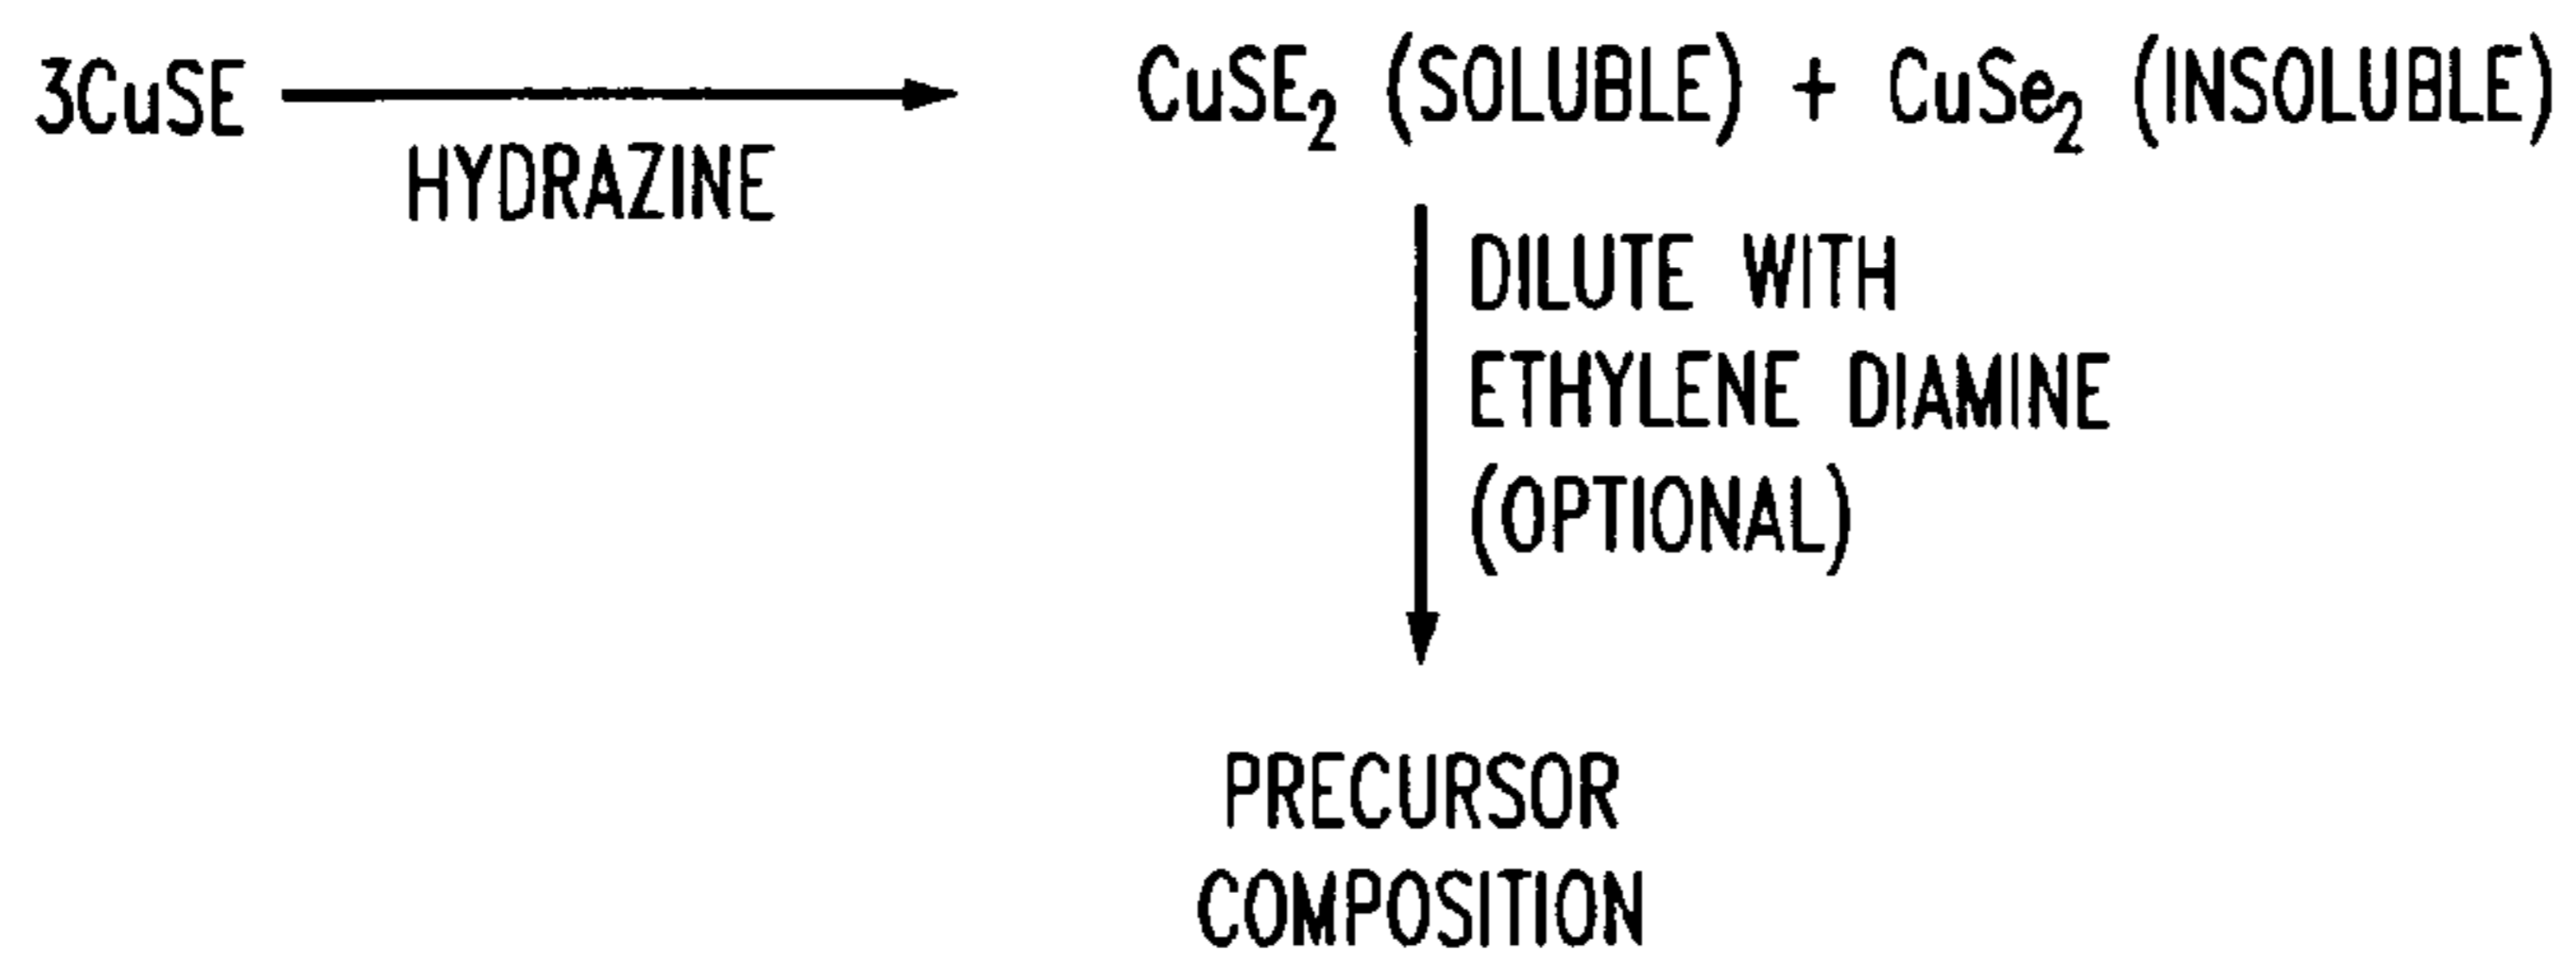 3CuSE
HYDRAZINE
CuSE₂ (SOLUBLE) + CuSe₂ (INSOLUBLE)
DILUTE WITH
ETHYLENE DIAMINE
(OPTIONAL)
PRECURSOR
COMPOSITION